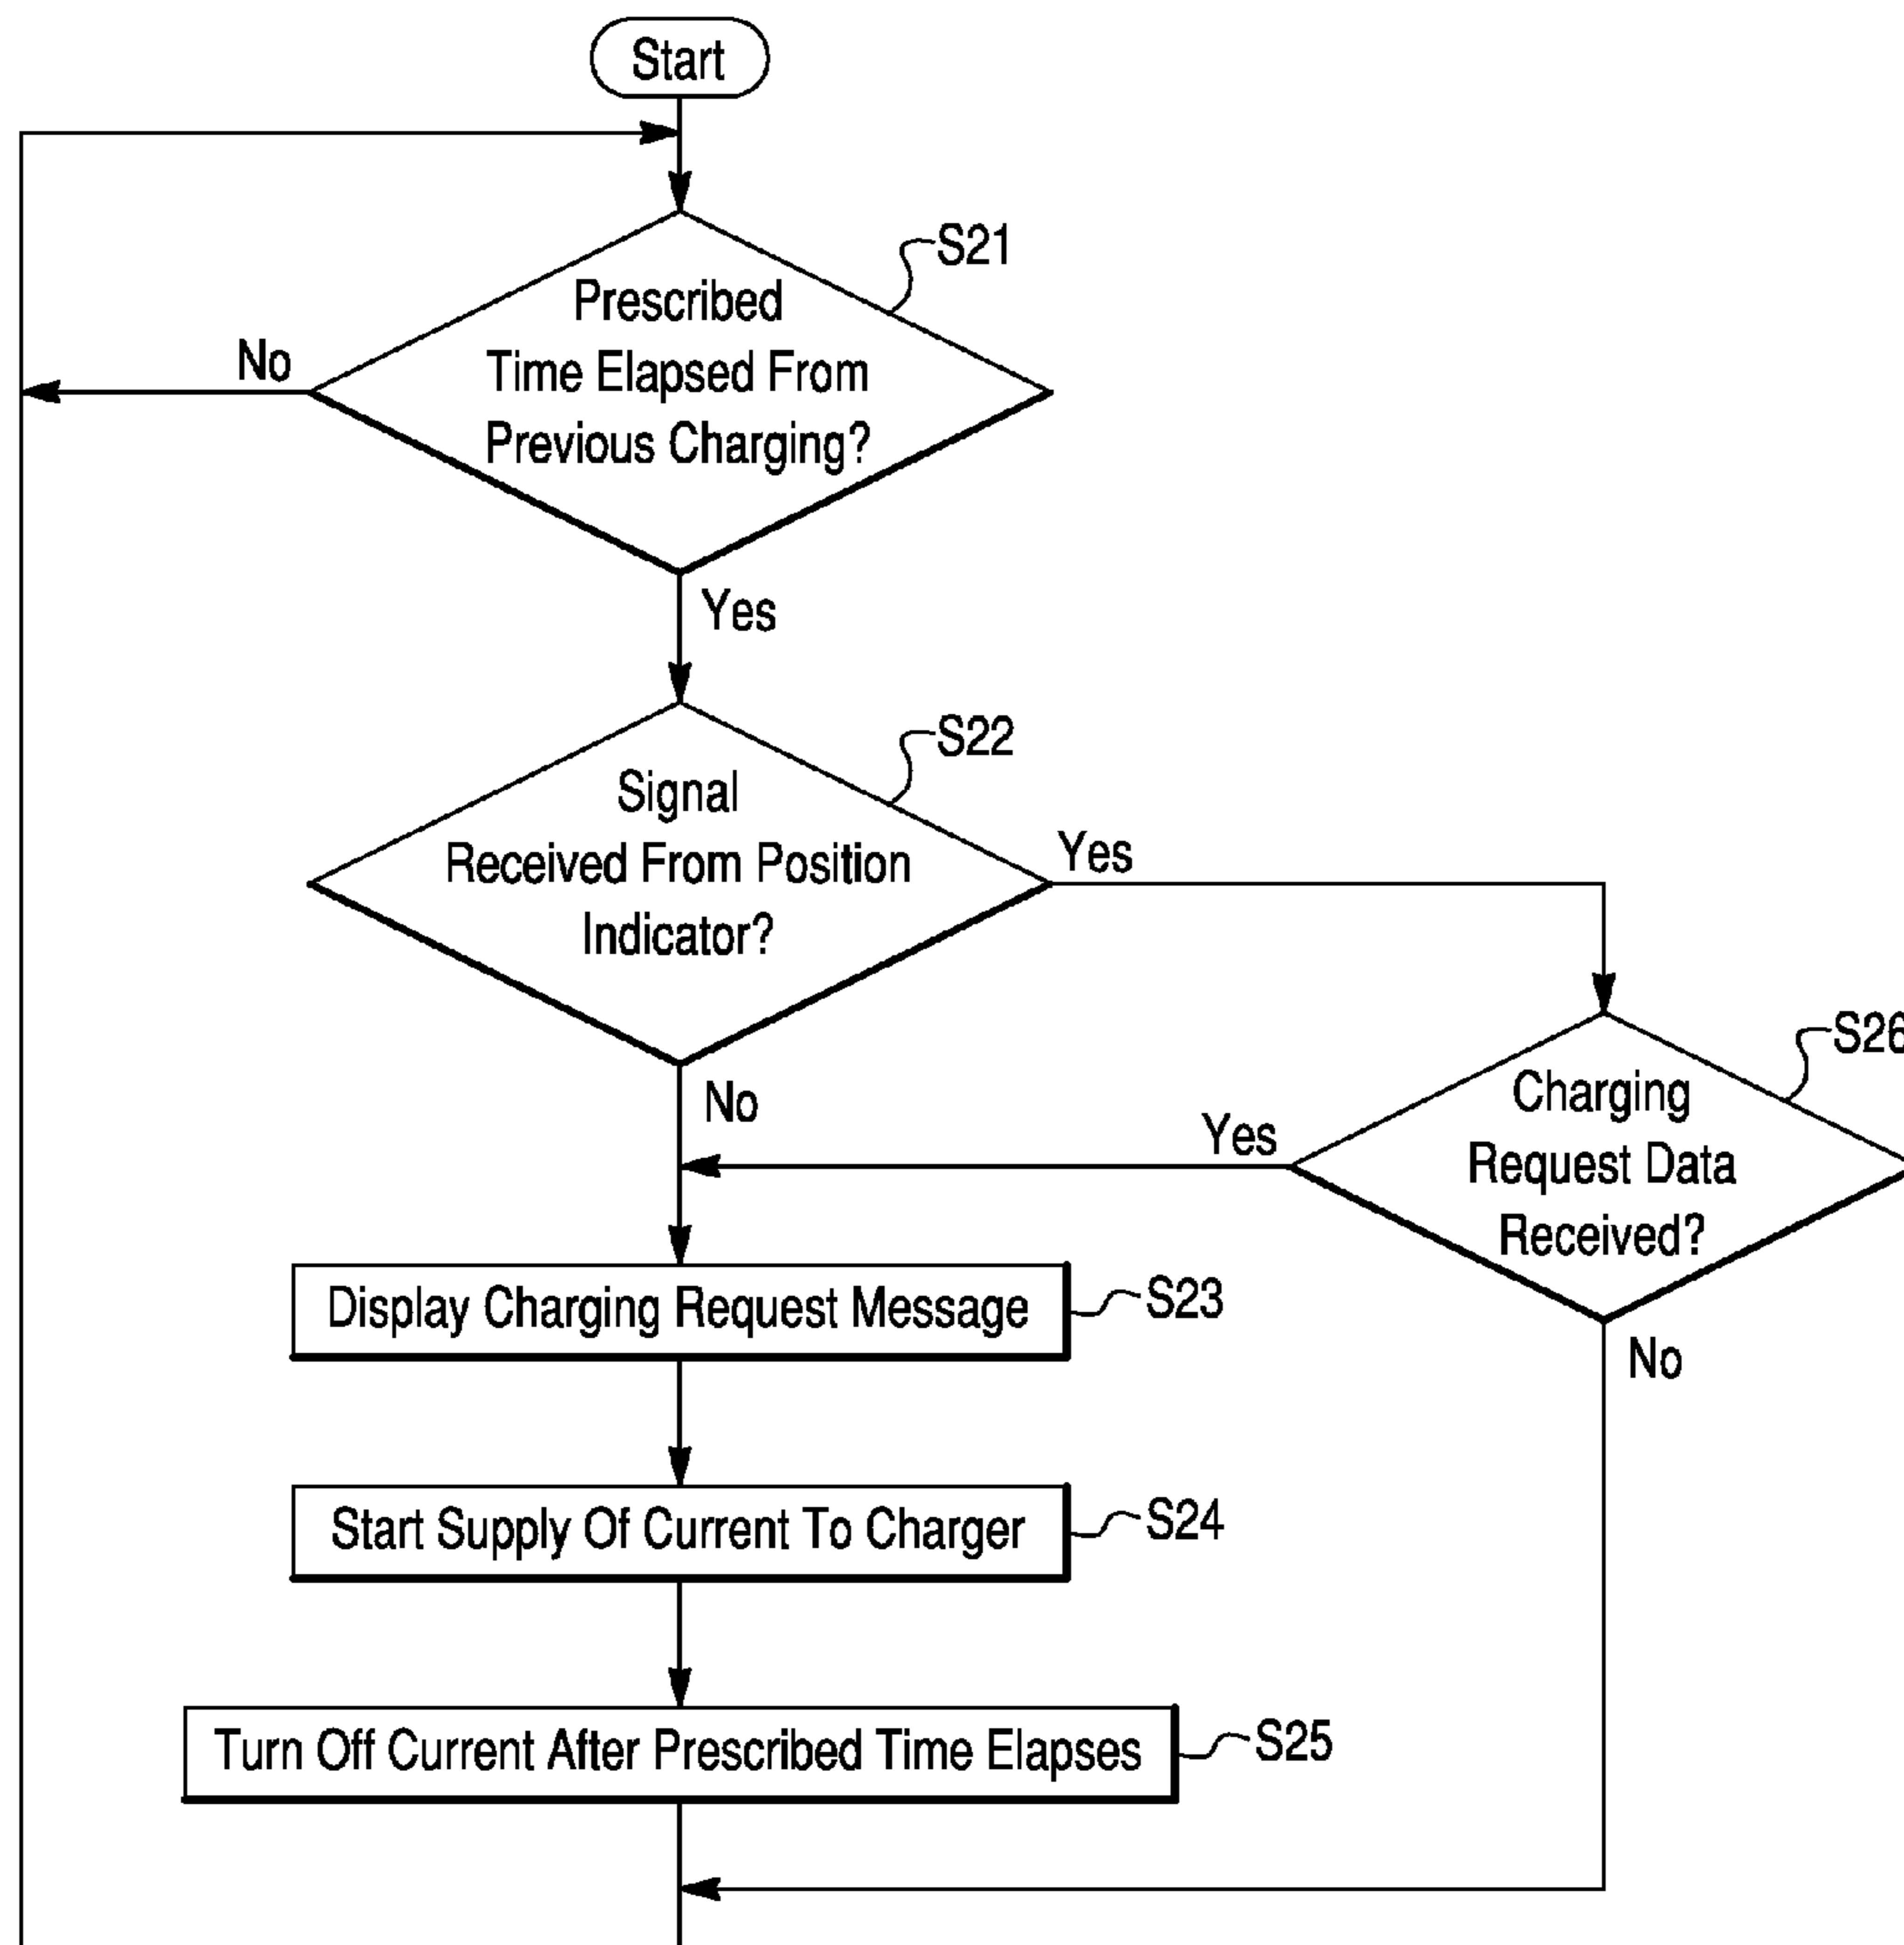 Start
S21
Prescribed
Time Elapsed From
Previous Charging?
No
Yes
S22
Signal
Received From Position
Indicator?
Yes
No
S26
Charging
Request Data
Received?
Yes
No
Display Charging Request Message
S23
Start Supply Of Current To Charger
S24
Turn Off Current After Prescribed Time Elapses
S25